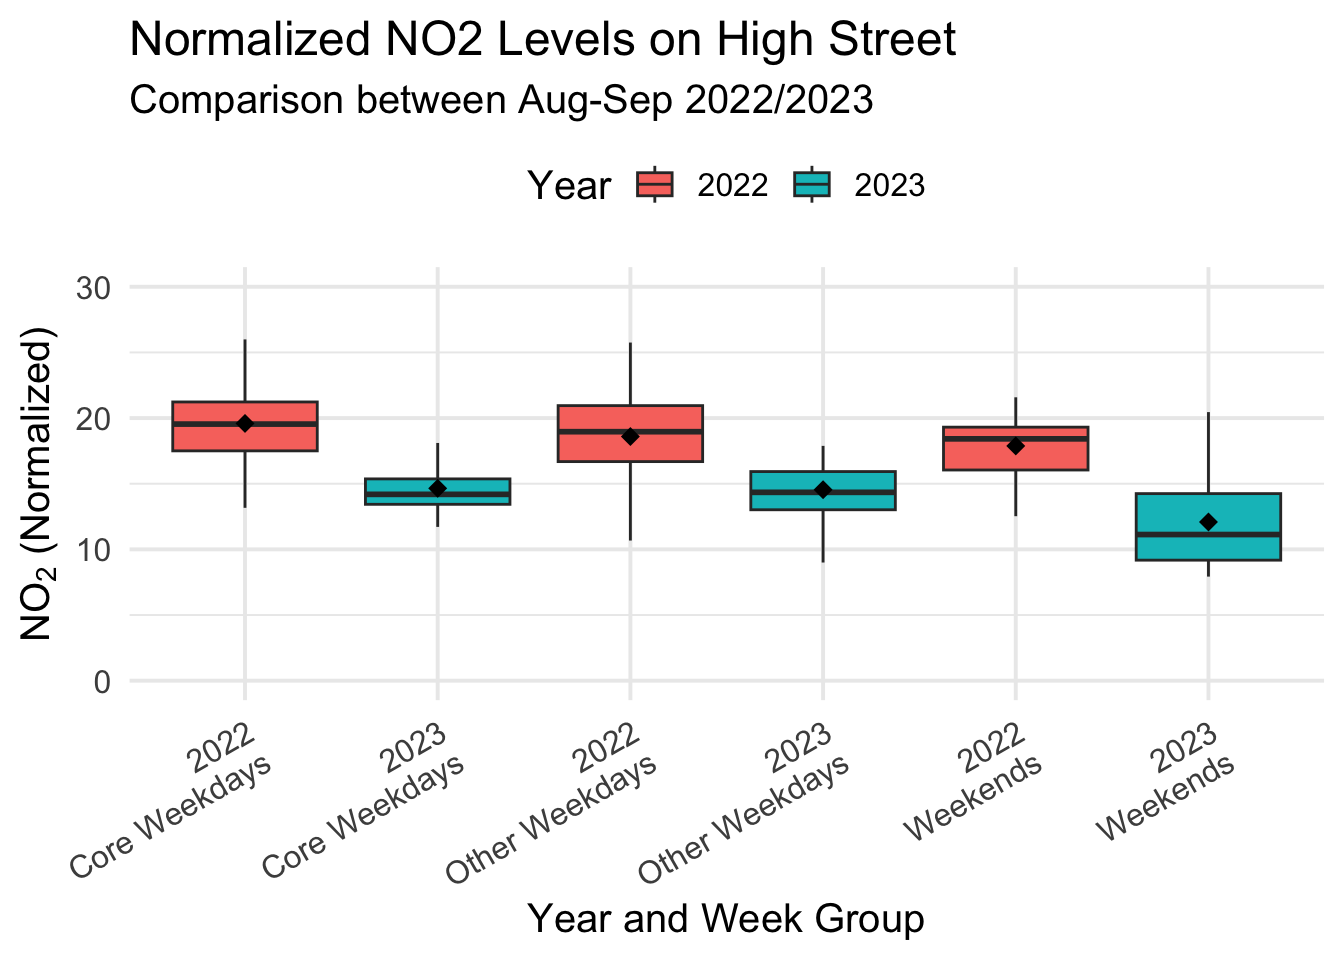 Normalized NO2 Levels on High Street
Comparison between Aug-Sep 2022/2023
Year 2022 2023
NO₂ (Normalized)
30
20
10
0
2022
Core Weekdays
2023
Core Weekdays
2022
Other Weekdays
2023
Other Weekdays
2022
Weekends
2023
Weekends
Year and Week Group